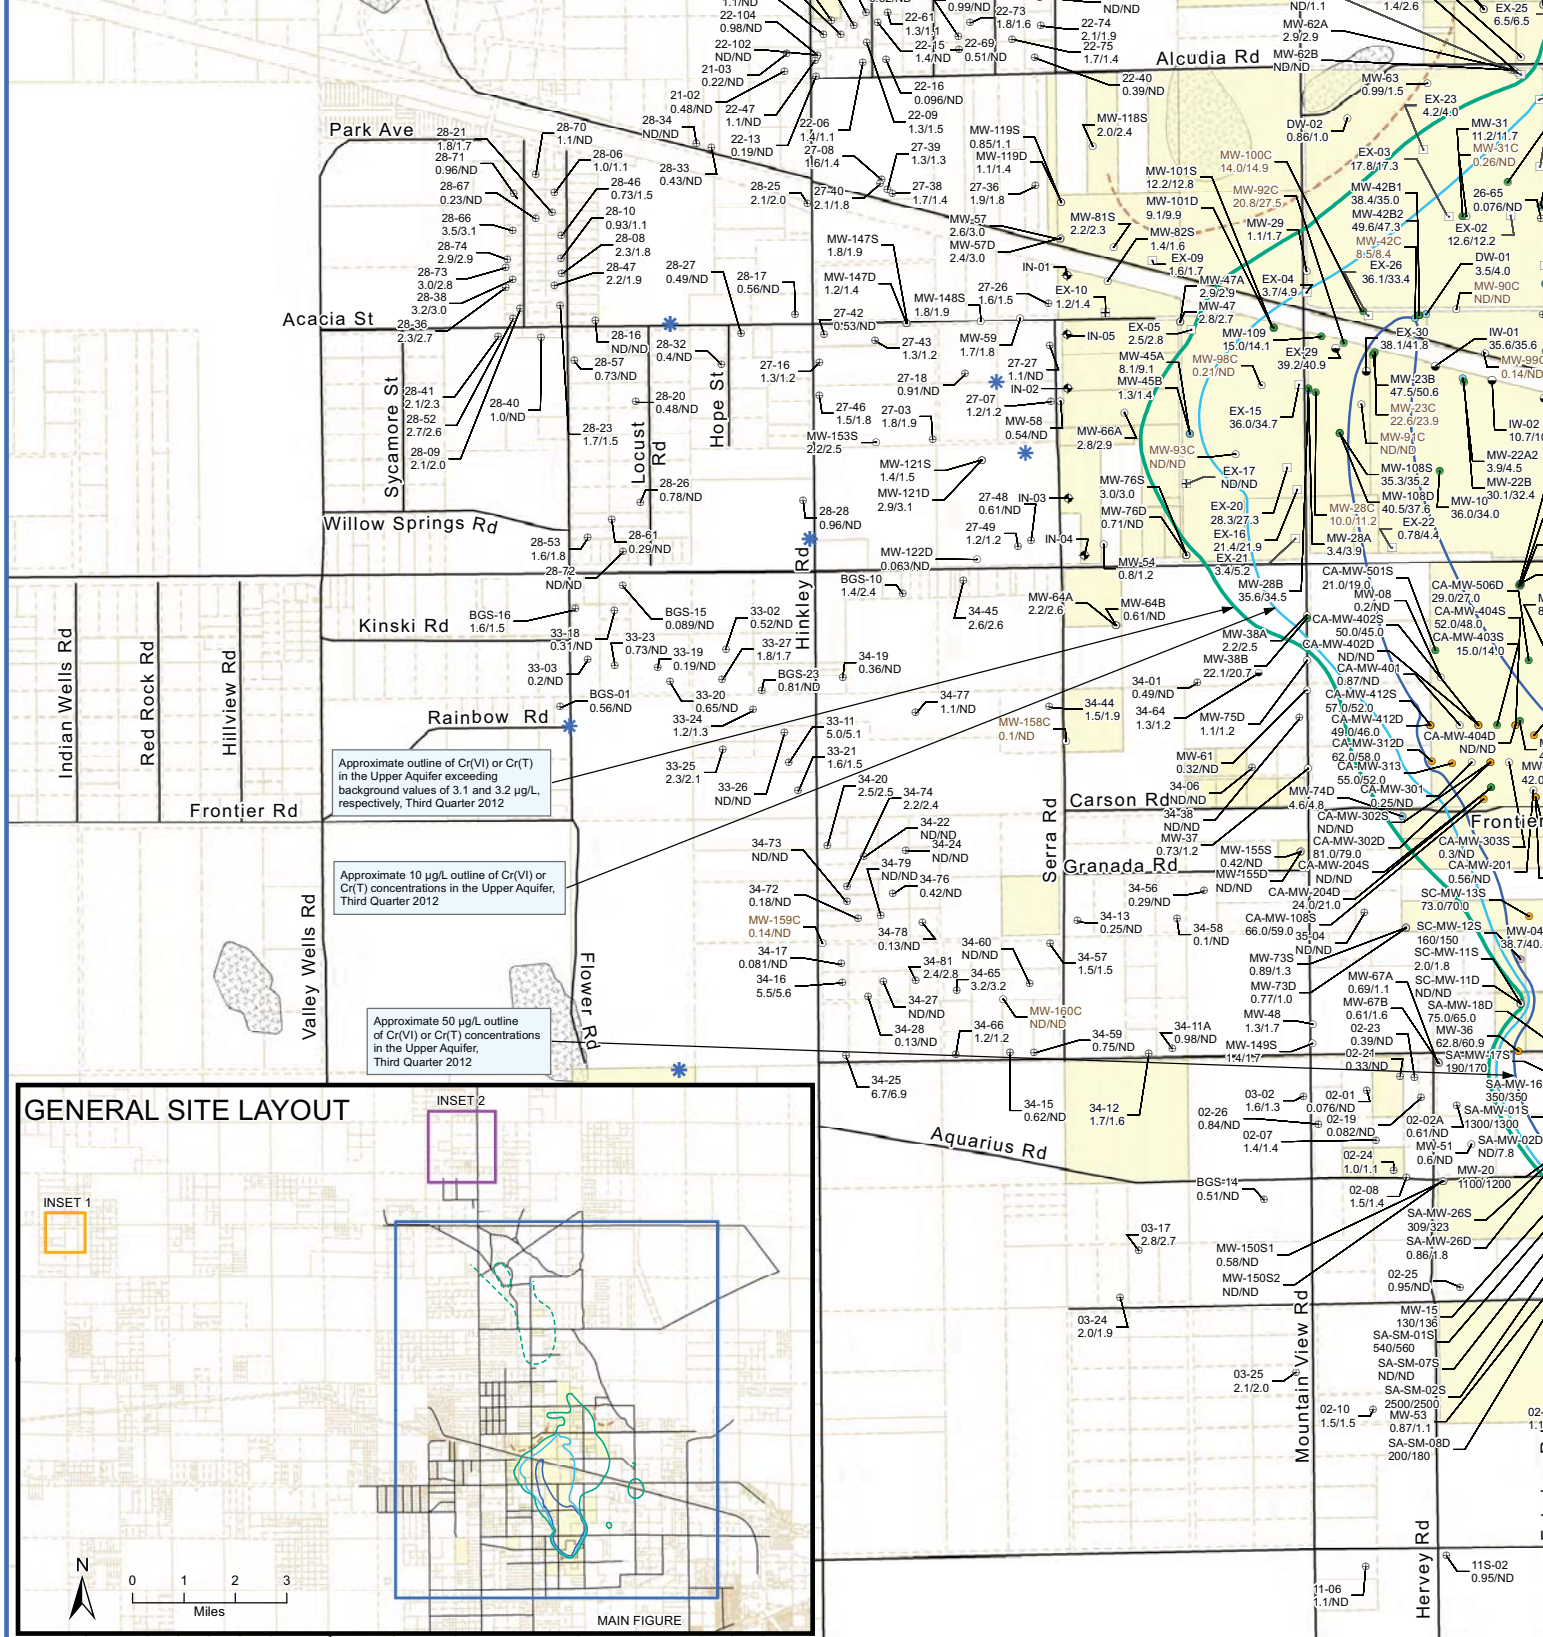 1.1/ND
22-104
0.98/ND
22-102
ND/ND
21-03
0.22/ND
21-02
0.48/ND
22-47
1.1/ND
22-13
0.19/ND
22-61
1.3/1.1
22-15
1.4/ND
0.99/ND
22-73
1.8/1.6
22-69
0.51/ND
ND/ND
22-74
2.1/1.9
22-75
1.7/1.4
22-40
0.39/ND
22-16
0.096/ND
22-09
1.3/1.5
22-06
1.4/1.1
Alcudia Rd
ND/1.1
MW-62A
2.9/2.9
MW-62B
ND/ND
1.4/2.6
EX-25
6.5/6.5
MW-63
0.99/1.5
EX-23
4.2/4.0
MW-31
11.2/11.7
MW-31C
0.26/ND
DW-02
0.86/1.0
EX-03
17.8/17.3
26-65
0.076/ND
EX-02
12.6/12.2
MW-42B1
38.4/35.0
MW-42B2
49.6/47.3
MW-42C
8.5/8.4
EX-26
36.1/33.4
DW-01
3.5/4.0
MW-90C
ND/ND
MW-100C
14.0/14.9
MW-92C
20.8/27.5
MW-101S
12.2/12.8
MW-101D
9.1/9.9
MW-29
1.1/1.7
MW-118S
2.0/2.4
MW-119S
0.85/1.1
MW-119D
1.1/1.4
Park Ave
28-21
1.8/1.7
28-71
0.96/ND
28-67
0.23/ND
28-66
3.5/3.1
28-74
2.9/2.9
28-73
3.0/2.8
28-38
3.2/3.0
28-36
2.3/2.7
28-70
1.1/ND
28-06
1.0/1.1
28-46
0.73/1.5
28-10
0.93/1.1
28-08
2.3/1.8
28-47
2.2/1.9
28-34
ND/ND
28-33
0.43/ND
27-08
1.6/1.4
27-39
1.3/1.3
27-38
1.7/1.4
27-40
2.1/1.8
28-25
2.1/2.0
27-36
1.9/1.8
MW-57
2.6/3.0
MW-57D
2.4/3.0
MW-81S
2.2/2.3
MW-82S
1.4/1.6
EX-09
1.6/1.7
MW-47A
2.9/2.9
MW-47
2.8/2.7
EX-04
3.7/4.9
IN-01
EX-10
1.2/1.4
MW-147S
1.8/1.9
MW-147D
1.2/1.4
MW-148S
1.8/1.9
27-26
1.6/1.5
28-27
0.49/ND
28-17
0.56/ND
27-42
0.53/ND
Acacia St
28-16
ND/ND
28-57
0.73/ND
28-32
0.4/ND
27-16
1.3/1.2
27-43
1.3/1.2
MW-59
1.7/1.8
27-27
1.1/ND
IN-02
IN-05
EX-05
2.5/2.8
MW-109
15.0/14.1
MW-98C
0.21/ND
EX-29
39.2/40.9
EX-30
38.1/41.8
IW-01
35.6/35.6
MW-99C
0.14/ND
MW-45A
8.1/9.1
MW-45B
1.3/1.4
EX-15
36.0/34.7
MW-23B
47.5/50.6
MW-23C
22.6/23.9
IW-02
MW-91C
ND/ND
MW-22A2
3.9/4.5
MW-22B
30.1/32.4
Sycamore St
28-41
2.1/2.3
28-52
2.7/2.6
28-09
2.1/2.0
28-40
1.0/ND
28-20
0.48/ND
28-23
1.7/1.5
Locust
Rd
Hope St
27-18
0.91/ND
27-46
1.5/1.8
27-03
1.8/1.9
27-07
1.2/1.2
MW-58
0.54/ND
MW-153S
2.2/2.5
MW-66A
2.8/2.9
MW-93C
ND/ND
EX-17
ND/ND
MW-121S
1.4/1.5
MW-121D
2.9/3.1
27-48
0.61/ND
IN-03
MW-76S
3.0/3.0
MW-76D
0.71/ND
EX-20
28.3/27.3
EX-16
21.4/21.9
EX-21
3.4/5.2
MW-108S
35.3/35.2
MW-108D
40.5/37.6
MW-10
36.0/34.0
MW-28C
10.0/11.2
EX-22
0.78/4.4
MW-28A
3.4/3.9
28-26
0.78/ND
28-28
0.96/ND
Willow Springs Rd
28-53
1.6/1.8
28-61
0.29/ND
28-72
ND/ND
27-49
1.2/1.2
IN-04
MW-122D
0.063/ND
MW-54
0.8/1.2
MW-28B
35.6/34.5
CA-MW-501S
21.0/19.0
CA-MW-506D
29.0/27.0
MW-08
0.2/ND
CA-MW-404S
52.0/48.0
CA-MW-402S
50.0/45.0
CA-MW-403S
15.0/14.0
CA-MW-402D
ND/ND
CA-MW-401
0.87/ND
CA-MW-412S
57.0/52.0
CA-MW-412D
49.0/46.0
CA-MW-404D
ND/ND
CA-MW-312D
62.0/58.0
CA-MW-313
55.0/52.0
CA-MW-301
0.25/ND
Indian Wells Rd
Red Rock Rd
Hillview Rd
Hinkley Rd
BGS-16
1.6/1.5
Kinski Rd
BGS-15
0.089/ND
33-02
0.52/ND
BGS-10
1.4/2.4
34-45
2.6/2.6
MW-64A
2.2/2.6
MW-64B
0.61/ND
MW-38A
2.2/2.5
MW-38B
22.1/20.7
33-18
0.31/ND
33-23
0.73/ND
33-19
0.19/ND
33-27
1.8/1.7
33-03
0.2/ND
BGS-23
0.81/ND
34-19
0.36/ND
34-01
0.49/ND
BGS-01
0.56/ND
33-20
0.65/ND
34-77
1.1/ND
34-44
1.5/1.9
34-64
1.3/1.2
MW-75D
1.1/1.2
MW-158C
0.1/ND
Rainbow Rd
33-24
1.2/1.3
33-11
5.0/5.1
33-21
1.6/1.5
33-25
2.3/2.1
33-26
ND/ND
MW-61
0.32/ND
34-06
ND/ND
MW-74D
4.6/4.8
Approximate outline of Cr(VI) or Cr(T)
in the Upper Aquifer exceeding
background values of 3.1 and 3.2 µg/L,
respectively, Third Quarter 2012
Frontier Rd
34-20
2.5/2.5
34-74
2.2/2.4
34-22
ND/ND
34-24
ND/ND
Serra Rd
Carson Rd
34-38
ND/ND
MW-37
0.73/1.2
CA-MW-302S
ND/ND
Frontier
CA-MW-302D
81.0/79.0
CA-MW-303S
0.3/ND
34-73
ND/ND
34-79
ND/ND
34-76
0.42/ND
Granada Rd
MW-155S
0.42/ND
MW-155D
ND/ND
CA-MW-204S
ND/ND
CA-MW-201
0.56/ND
CA-MW-204D
24.0/21.0
SC-MW-13S
73.0/70.0
Approximate 10 µg/L outline of Cr(VI) or
Cr(T) concentrations in the Upper Aquifer,
Third Quarter 2012
34-72
0.18/ND
34-56
0.29/ND
34-13
0.25/ND
34-58
0.1/ND
CA-MW-108S
66.0/59.0
35-04
ND/ND
SC-MW-12S
160/150
MW-04
SC-MW-11S
2.0/1.8
MW-159C
0.14/ND
34-78
0.13/ND
34-17
0.081/ND
34-16
5.5/5.6
34-60
ND/ND
34-57
1.5/1.5
34-81
2.4/2.8
34-65
3.2/3.2
MW-73S
0.89/1.3
MW-73D
0.77/1.0
MW-67A
0.69/1.1
MW-67B
0.61/1.6
SC-MW-11D
ND/ND
SA-MW-18D
75.0/65.0
MW-36
62.8/60.9
Valley Wells Rd
Flower Rd
34-27
ND/ND
34-28
0.13/ND
MW-160C
ND/ND
34-66
1.2/1.2
34-59
0.75/ND
34-11A
0.98/ND
MW-48
1.3/1.7
MW-149S
1.4/1.7
02-23
0.39/ND
02-21
0.33/ND
SA-MW-17S
190/170
Approximate 50 µg/L outline
of Cr(VI) or Cr(T) concentrations
in the Upper Aquifer,
Third Quarter 2012
34-25
6.7/6.9
34-15
0.62/ND
34-12
1.7/1.6
SA-MW-16
350/350
SA-MW-01S
1300/1300
03-02
1.6/1.3
02-01
0.076/ND
02-26
0.84/ND
02-19
0.082/ND
02-02A
0.61/ND
SA-MW-02D
ND/7.8
02-07
1.4/1.4
MW-51
0.6/ND
02-24
1.0/1.1
MW-20
1100/1200
Aquarius Rd
BGS-14
0.51/ND
02-08
1.5/1.4
SA-MW-26S
309/323
SA-MW-26D
0.86/1.8
03-17
2.8/2.7
MW-150S1
0.58/ND
MW-150S2
ND/ND
02-25
0.95/ND
03-24
2.0/1.9
MW-15
130/136
SA-SM-01S
540/560
SA-SM-07S
ND/ND
SA-SM-02S
2500/2500
MW-53
0.87/1.1
SA-SM-08D
200/180
03-25
2.1/2.0
02-10
1.5/1.5
Mountain View Rd
Hervey Rd
11-06
1.1/ND
11S-02
0.95/ND
GENERAL SITE LAYOUT
INSET 2
INSET 1
N
0 1 2 3
Miles
MAIN FIGURE